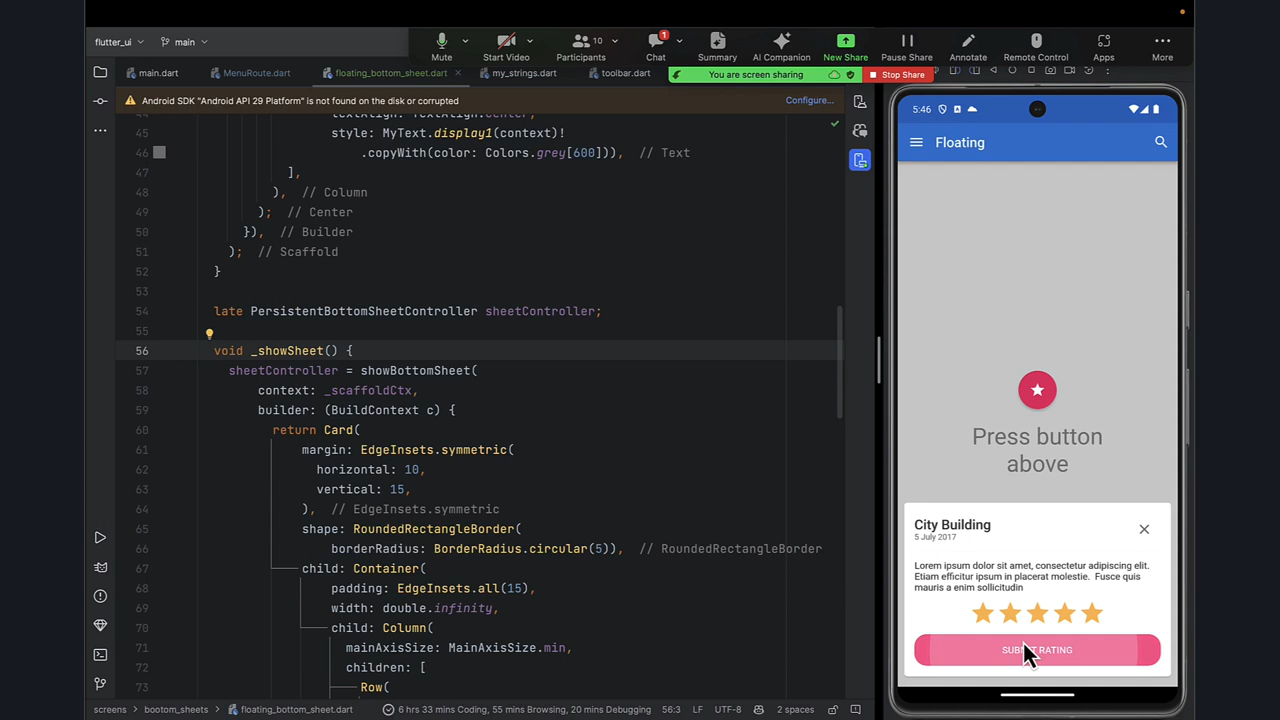 flutter_ui
main
Mute
Start Video
10
Participants
1
Chat
Summary
AI Companion
New Share
Pause Share
Annotate
Remote Control
Apps
More
You are screen sharing
Stop Share
main.dart
MenuRoute.dart
floating_bottom_sheet.dart
my_strings.dart
toolbar.dart
Android SDK "Android API 29 Platform" is not found on the disk or corrupted
Configure...
45 style: MyText.display1(context)!
46 .copyWith(color: Colors.grey[600])), // Text
47 ],
48 ), // Column
49 ); // Center
50 }), // Builder
51 ); // Scaffold
52 }
53
54 late PersistentBottomSheetController sheetController;
55
56 void _showSheet() {
57 sheetController = showBottomSheet(
58 context: _scaffoldCtx,
59 builder: (BuildContext c) {
60 return Card(
61 margin: EdgeInsets.symmetric(
62 horizontal: 10,
63 vertical: 15,
64 ), // EdgeInsets.symmetric
65 shape: RoundedRectangleBorder(
66 borderRadius: BorderRadius.circular(5)), // RoundedRectangleBorder
67 child: Container(
68 padding: EdgeInsets.all(15),
69 width: double.infinity,
70 child: Column(
71 mainAxisSize: MainAxisSize.min,
72 children: [
73 Row(
screens
bootom_sheets
floating_bottom_sheet.dart
6 hrs 33 mins Coding, 55 mins Browsing, 20 mins Debugging
56:3
LF
UTF-8
2 spaces
5:46
Floating
Press button
above
City Building
5 July 2017
Lorem ipsum dolor sit amet, consectetur adipiscing elit.
Etiam efficitur ipsum in placerat molestie. Fusce quis
mauris a enim sollicitudin
RATING